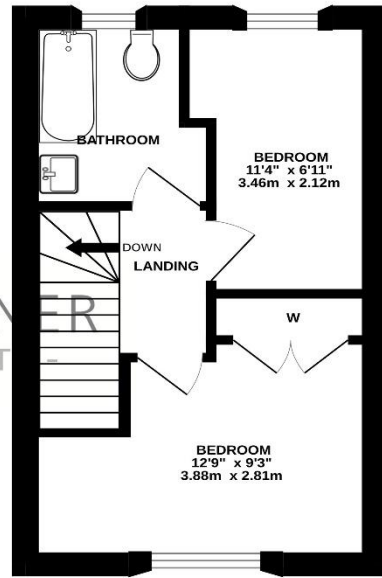 BATHROOM
BEDROOM
11'4" x 6'11"
3.46m x 2.12m
DOWN
LANDING
W
BEDROOM
12'9" x 9'3"
3.88m x 2.81m